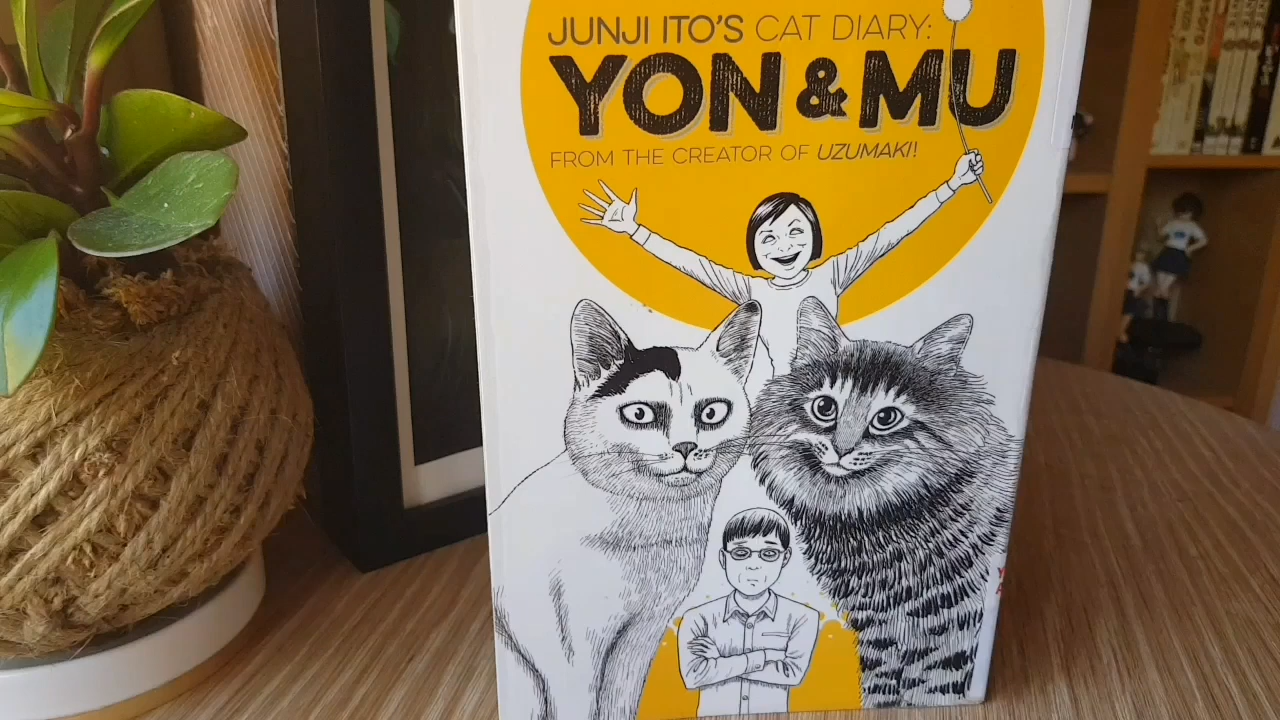 JUNJI ITO'S CAT DIARY:
YON & MU
FROM THE CREATOR OF UZUMAKI!